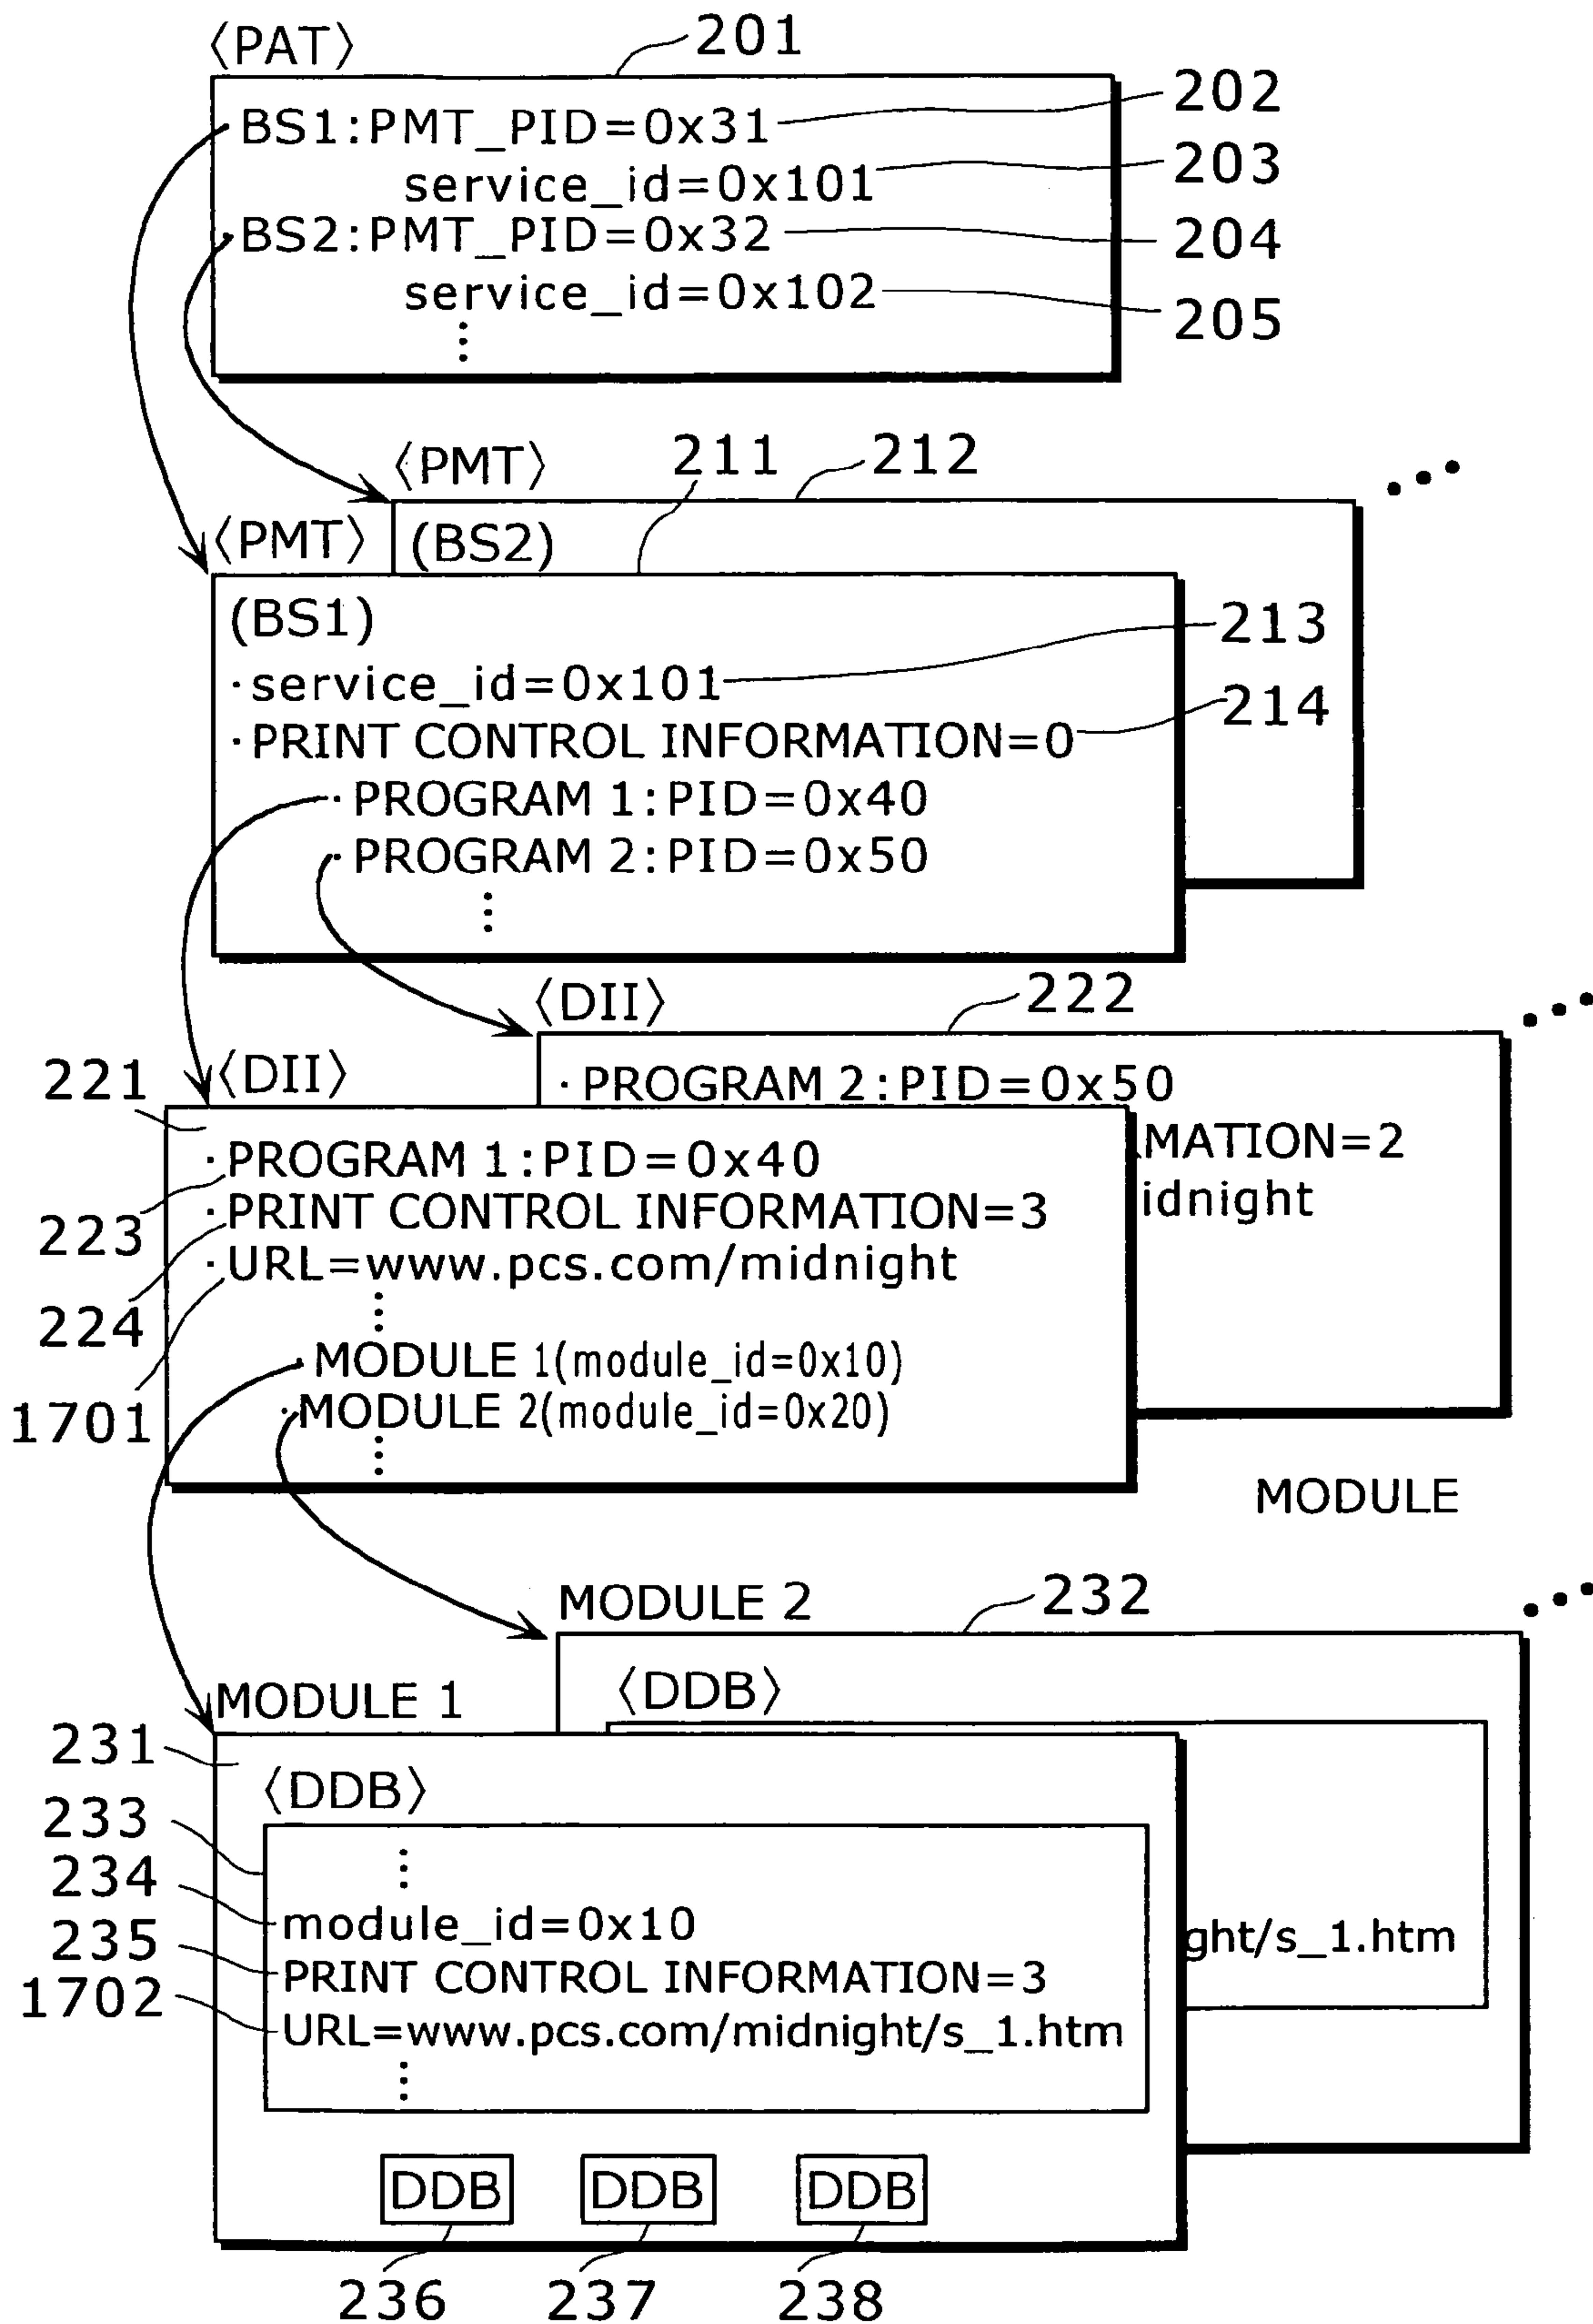 〈PAT〉
201
BS1:PMT_PID=0x31
202
service_id=0x101
203
BS2:PMT_PID=0x32
204
service_id=0x102
205
〈PMT〉
211
212
〈PMT〉
(BS2)
(BS1)
213
·service_id=0x101
214
·PRINT CONTROL INFORMATION=0
·PROGRAM 1:PID=0x40
·PROGRAM 2:PID=0x50
〈DII〉
222
221
〈DII〉
·PROGRAM 2:PID=0x50
·PROGRAM 1:PID=0x40
MATION=2
223
·PRINT CONTROL INFORMATION=3
idnight
·URL=www.pcs.com/midnight
224
·MODULE 1(module_id=0x10)
1701
·MODULE 2(module_id=0x20)
MODULE
MODULE 2
232
MODULE 1
〈DDB〉
231
〈DDB〉
233
234
module_id=0x10
235
ght/s_1.htm
PRINT CONTROL INFORMATION=3
1702
URL=www.pcs.com/midnight/s_1.htm
DDB
DDB
DDB
236
237
238